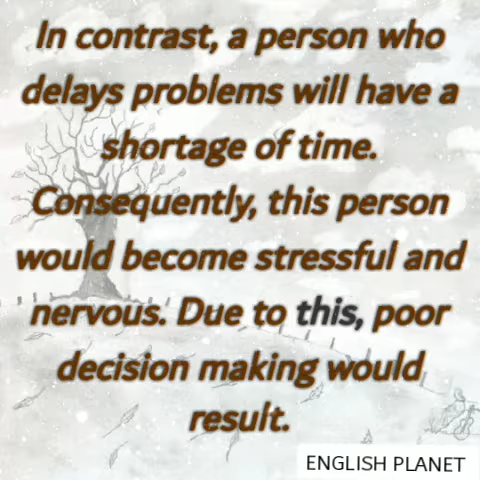 In contrast, a person who
delays problems will have a
shortage of time.
Consequently, this person
would become stressful and
nervous. Due to this, poor
decision making would
result.
ENGLISH PLANET